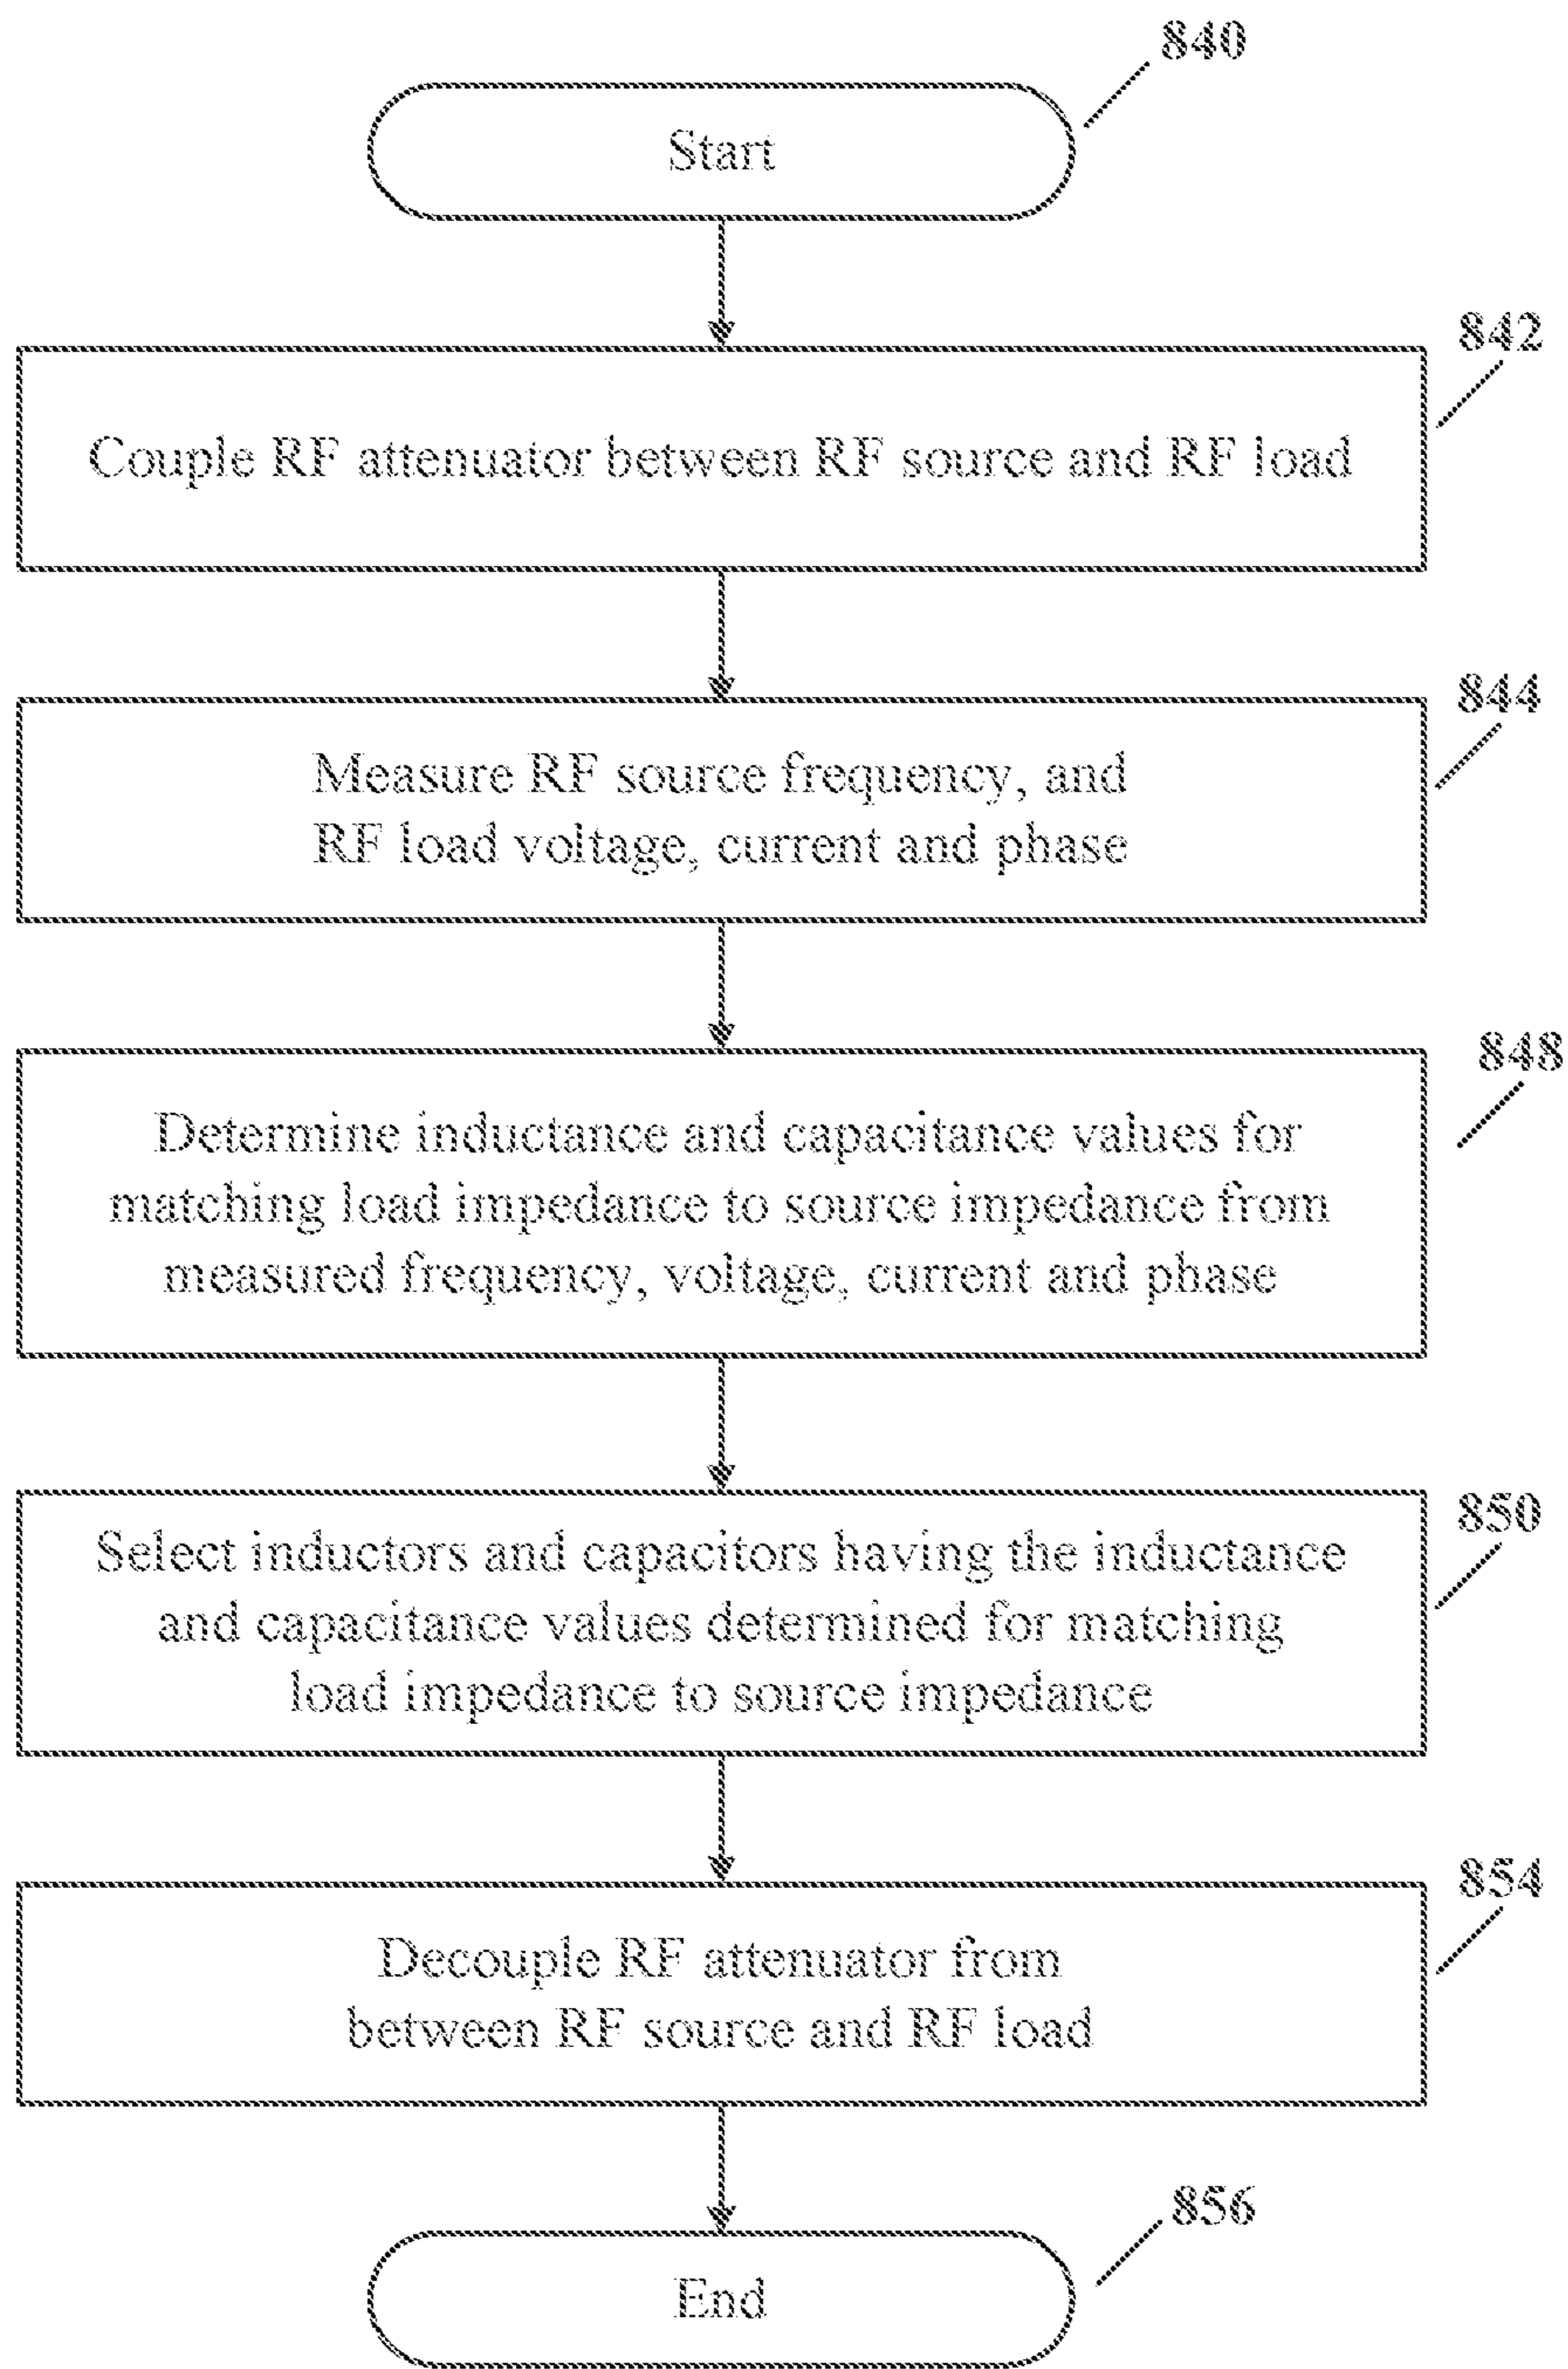 840
Start
842
Couple RF attenuator between RF source and RF load
844
Measure RF source frequency, and
RF load voltage, current and phase
848
Determine inductance and capacitance values for
matching load impedance to source impedance from
measured frequency, voltage, current and phase
850
Select inductors and capacitors having the inductance
and capacitance values determined for matching
load impedance to source impedance
854
Decouple RF attenuator from
between RF source and RF load
856
End